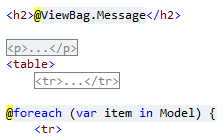 <h2>@ViewBag.Message</h2>
<p>...</p>
<table>
<tr>...</tr>
@foreach (var item in Model) {
<tr>